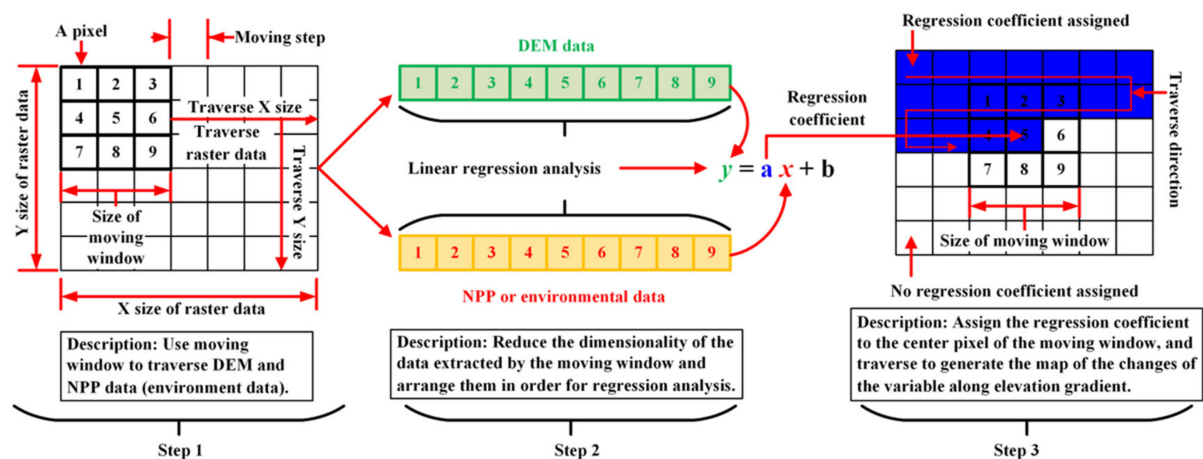 A pixel
Moving step
1 2 3
4 5 6
7 8 9
Traverse X size
Traverse
raster data
Traverse Y size
Size of
moving
window
Y size of raster data
X size of raster data
Description: Use moving
window to traverse DEM and
NPP data (environment data).
Step 1
DEM data
1 2 3 4 5 6 7 8 9
Linear regression analysis
y = a x + b
1 2 3 4 5 6 7 8 9
NPP or environmental data
Description: Reduce the dimensionality of the
data extracted by the moving window and
arrange them in order for regression analysis.
Step 2
Regression coefficient assigned
Regression
coefficient
1 2 3
4 5 6
7 8 9
Traverse direction
Size of moving window
No regression coefficient assigned
Description: Assign the regression coefficient
to the center pixel of the moving window, and
traverse to generate the map of the changes of
the variable along elevation gradient.
Step 3